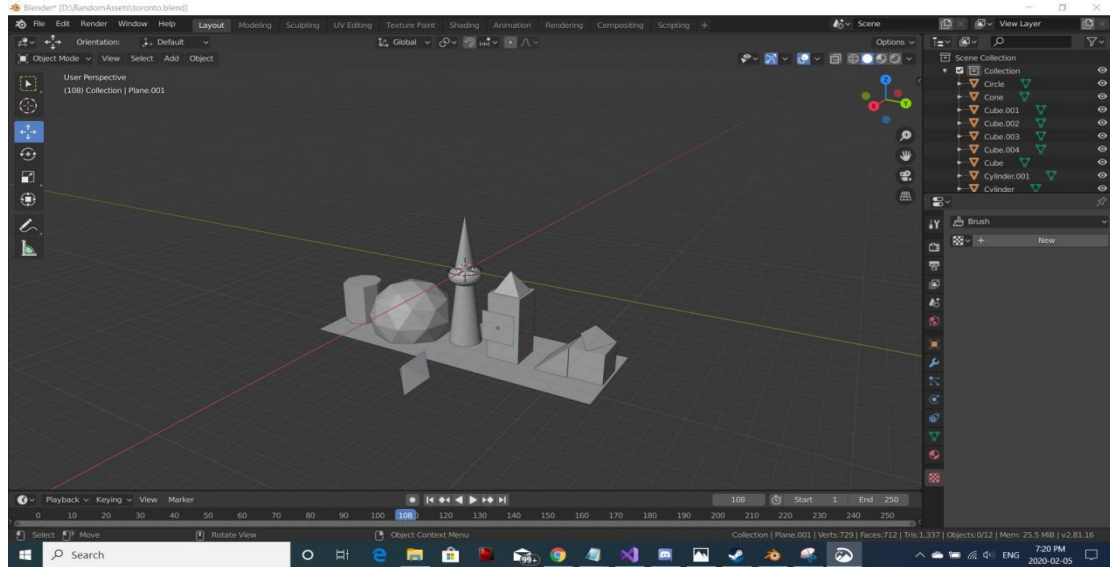 Blender* [D:\RandomAssets\toronto.blend]
File Edit Render Window Help Layout Modeling Sculpting UV Editing Texture Paint Shading Animation Rendering Compositing Scripting + Scene View Layer
Orientation: Default Global Options
Object Mode View Select Add Object
User Perspective
(108) Collection | Plane.001
Z
Y
X
Scene Collection
Collection
Circle
Cone
Cube.001
Cube.002
Cube.003
Cube.004
Cube
Cylinder.001
Cylinder
Brush
+ New
Playback Keying View Marker 108 Start 1 End 250
0 10 20 30 40 50 60 70 80 90 100 108 120 130 140 150 160 170 180 190 200 210 220 230 240 250
Select Move Rotate View Object Context Menu Collection | Plane.001 | Verts:729 | Faces:712 | Tris:1,337 | Objects:0/12 | Mem: 25.5 MiB | v2.81.16
Search 99+ ENG 7:20 PM
2020-02-05